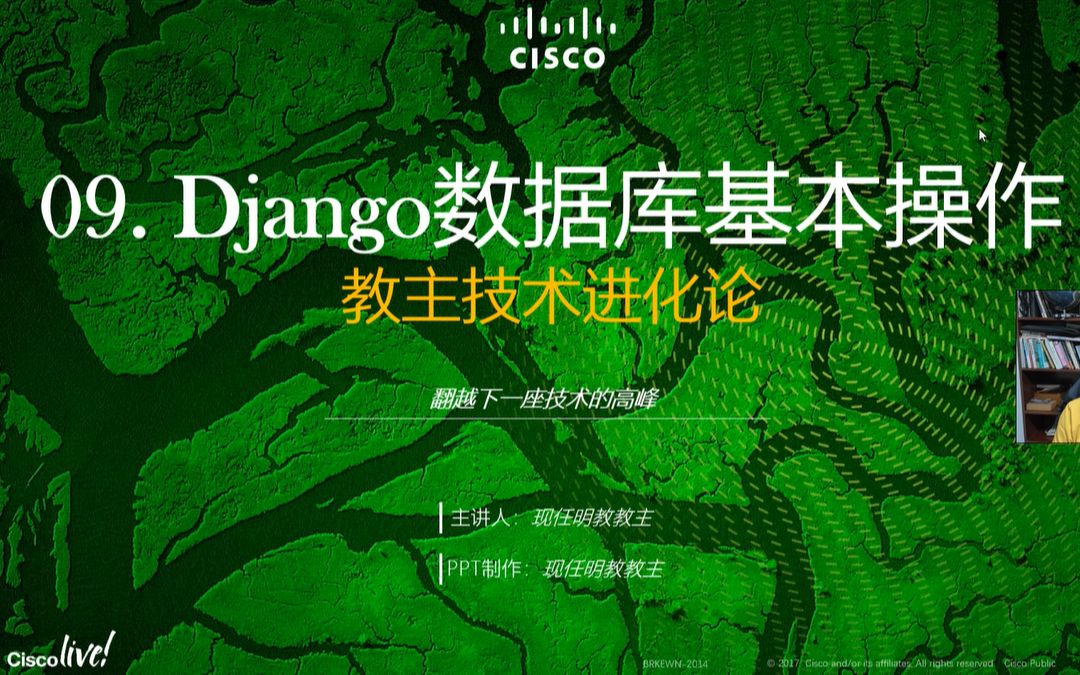 CISCO
09. Django数据库基本操作
教主技术进化论
翻越下一座技术的高峰
主讲人：现任明教教主
PPT制作：现任明教教主
Cisco live!
BRKEWN-2014
© 2017 Cisco and/or its affiliates. All rights reserved. Cisco Public